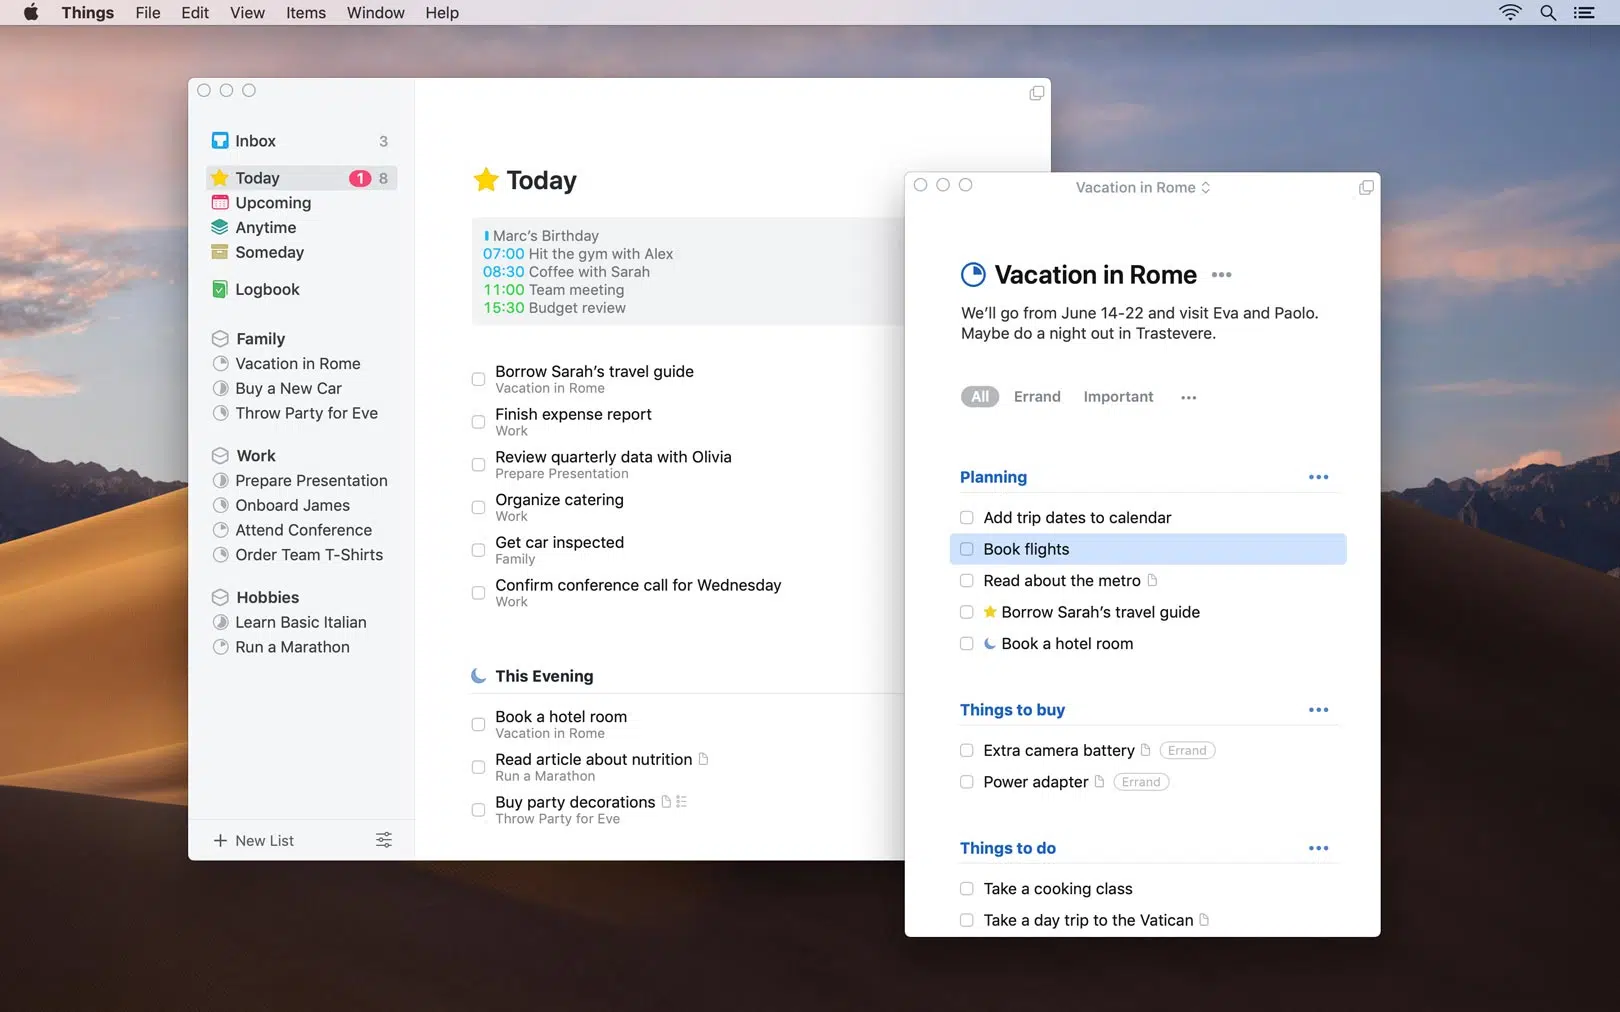 Things File Edit View Items Window Help
Inbox 3
Today 1 8
Upcoming
Anytime
Someday
Logbook
Family
Vacation in Rome
Buy a New Car
Throw Party for Eve
Work
Prepare Presentation
Onboard James
Attend Conference
Order Team T-Shirts
Hobbies
Learn Basic Italian
Run a Marathon
+ New List
Today
Marc’s Birthday
07:00 Hit the gym with Alex
08:30 Coffee with Sarah
11:00 Team meeting
15:30 Budget review
Borrow Sarah’s travel guide
Vacation in Rome
Finish expense report
Work
Review quarterly data with Olivia
Prepare Presentation
Organize catering
Work
Get car inspected
Family
Confirm conference call for Wednesday
Work
This Evening
Book a hotel room
Vacation in Rome
Read article about nutrition
Run a Marathon
Buy party decorations
Throw Party for Eve
Vacation in Rome
Vacation in Rome
We’ll go from June 14-22 and visit Eva and Paolo.
Maybe do a night out in Trastevere.
All Errand Important
Planning
Add trip dates to calendar
Book flights
Read about the metro
Borrow Sarah’s travel guide
Book a hotel room
Things to buy
Extra camera battery Errand
Power adapter Errand
Things to do
Take a cooking class
Take a day trip to the Vatican